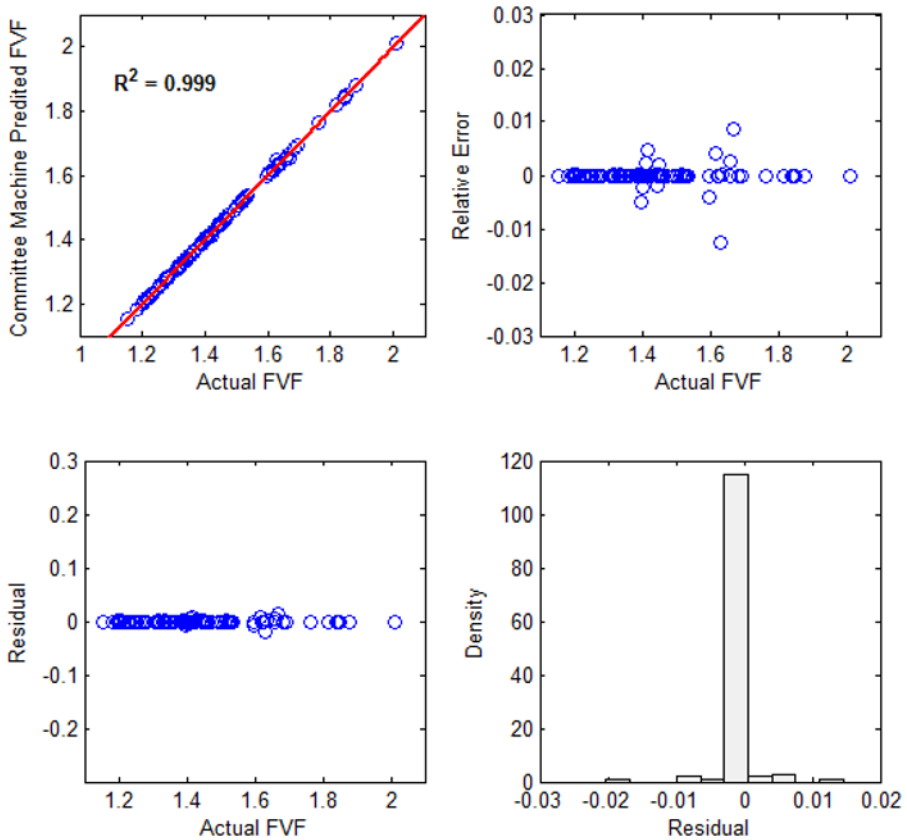 Committee Machine Predited FVF
2
1.8
1.6
1.4
1.2
R² = 0.999
1 1.2 1.4 1.6 1.8 2
Actual FVF
Relative Error
0.03
0.02
0.01
0
-0.01
-0.02
-0.03
1.2 1.4 1.6 1.8 2
Actual FVF
Residual
0.3
0.2
0.1
0
-0.1
-0.2
1.2 1.4 1.6 1.8 2
Actual FVF
Density
120
100
80
60
40
20
0
-0.03 -0.02 -0.01 0 0.01 0.02
Residual